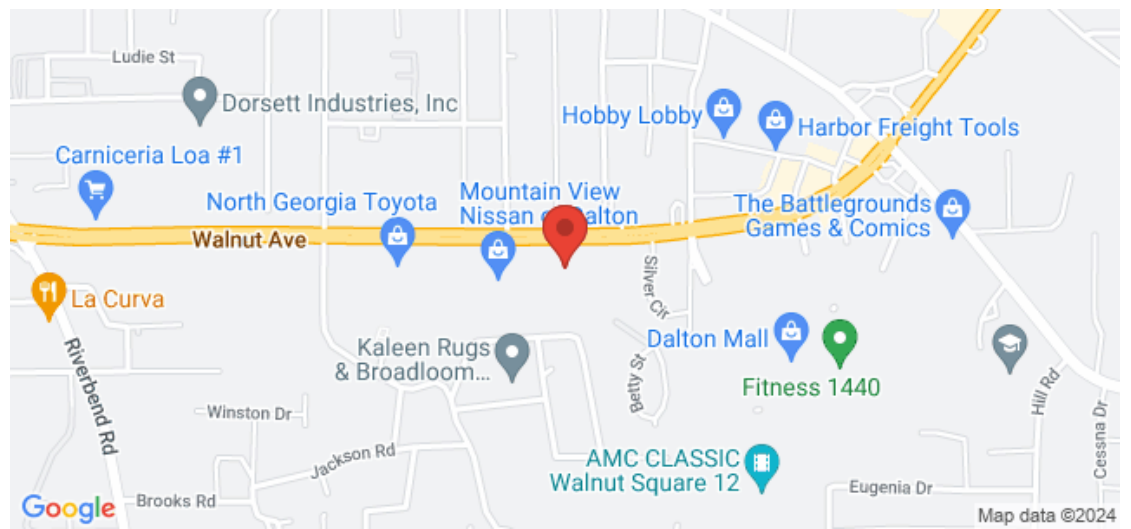 Ludie St
Dorsett Industries, Inc
Hobby Lobby
Harbor Freight Tools
Carniceria Loa #1
North Georgia Toyota
Mountain View
Nissan of Dalton
The Battlegrounds
Games & Comics
Walnut Ave
La Curva
Silver Cir
Riverbend Rd
Kaleen Rugs
& Broadloom...
Dalton Mall
Betty St
Fitness 1440
Hill Rd
Winston Dr
Cessna Dr
Jackson Rd
AMC CLASSIC
Walnut Square 12
Eugenia Dr
Brooks Rd
Google
Map data ©2024